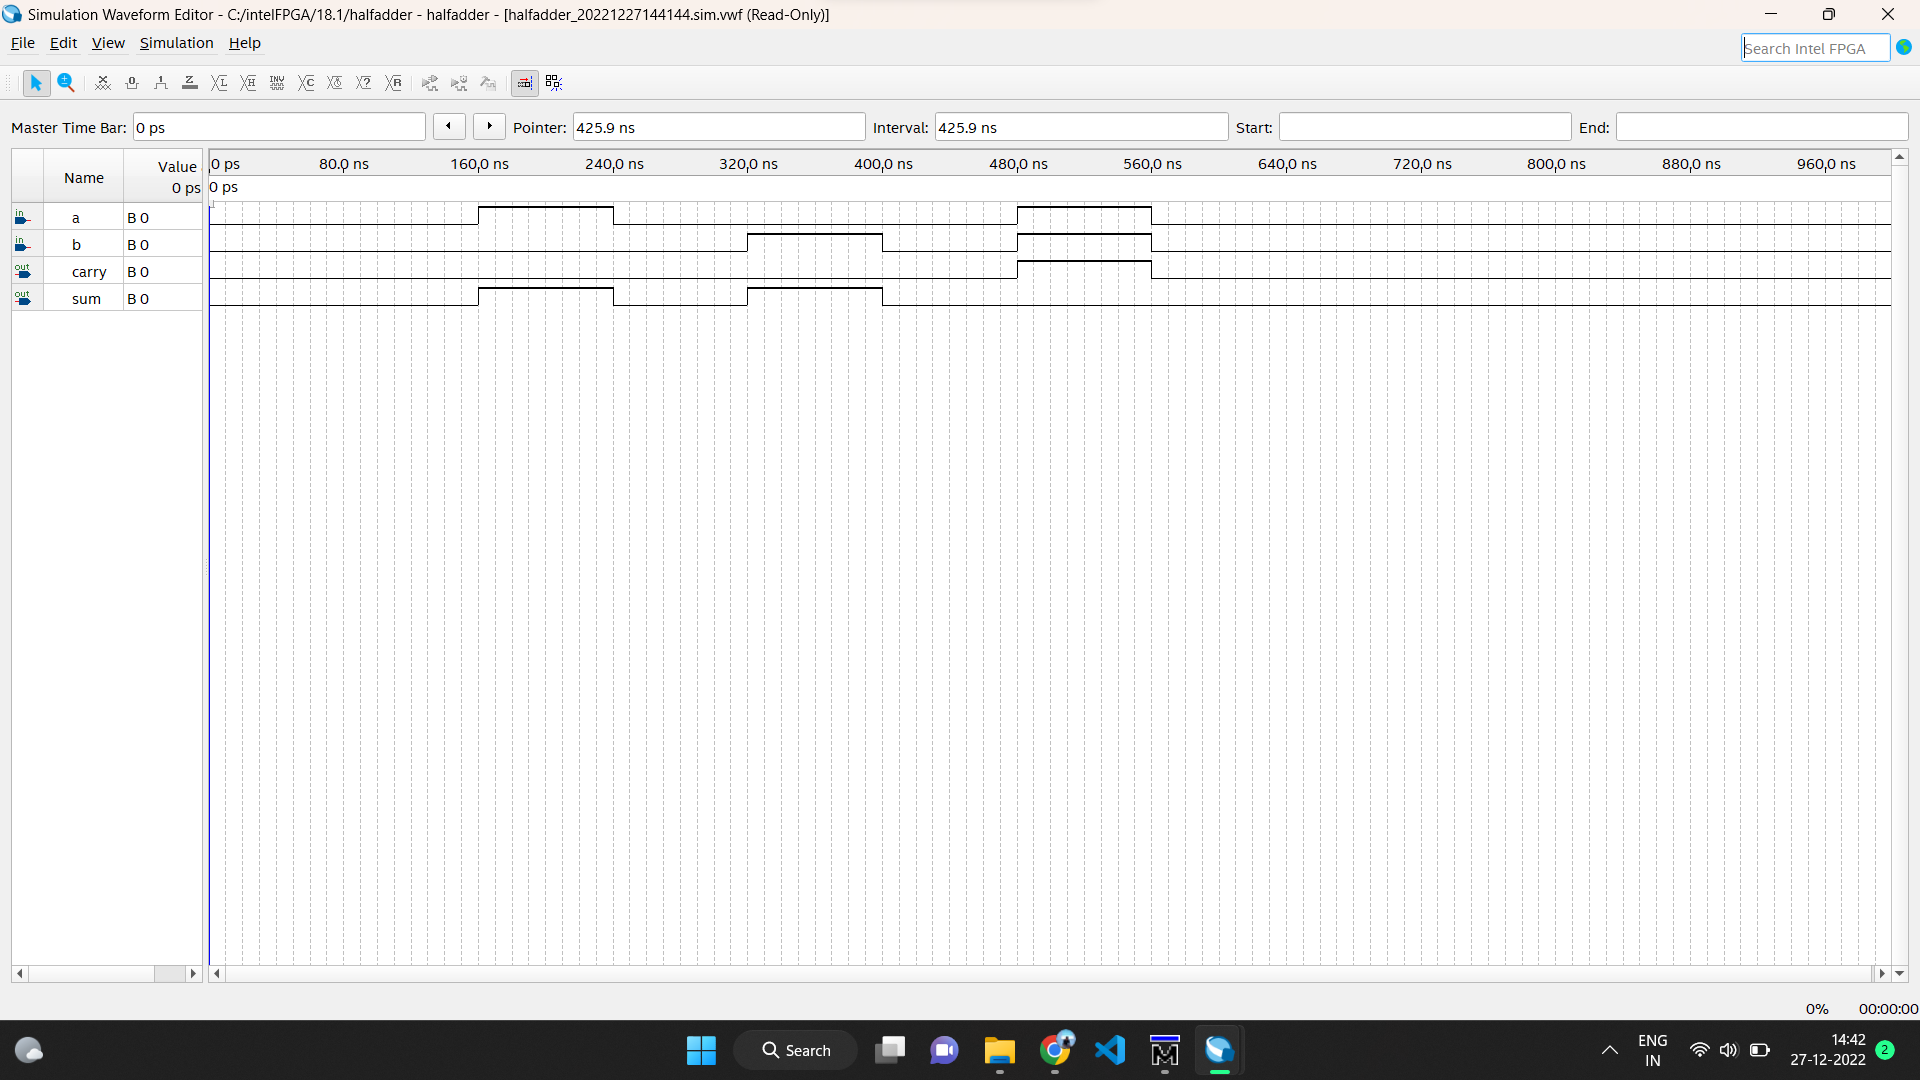 Simulation Waveform Editor - C:/intelFPGA/18.1/halfadder - halfadder - [halfadder_20221227144144.sim.vwf (Read-Only)]
File Edit View Simulation Help
Search Intel FPGA
Master Time Bar: 0 ps Pointer: 425.9 ns Interval: 425.9 ns Start: End:
Name Value 0 ps
0 ps 80.0 ns 160.0 ns 240.0 ns 320.0 ns 400.0 ns 480.0 ns 560.0 ns 640.0 ns 720.0 ns 800.0 ns 880.0 ns 960.0 ns
0 ps
in a B 0
in b B 0
out carry B 0
out sum B 0
0% 00:00:00
Search
ENG
IN
14:42
27-12-2022
2